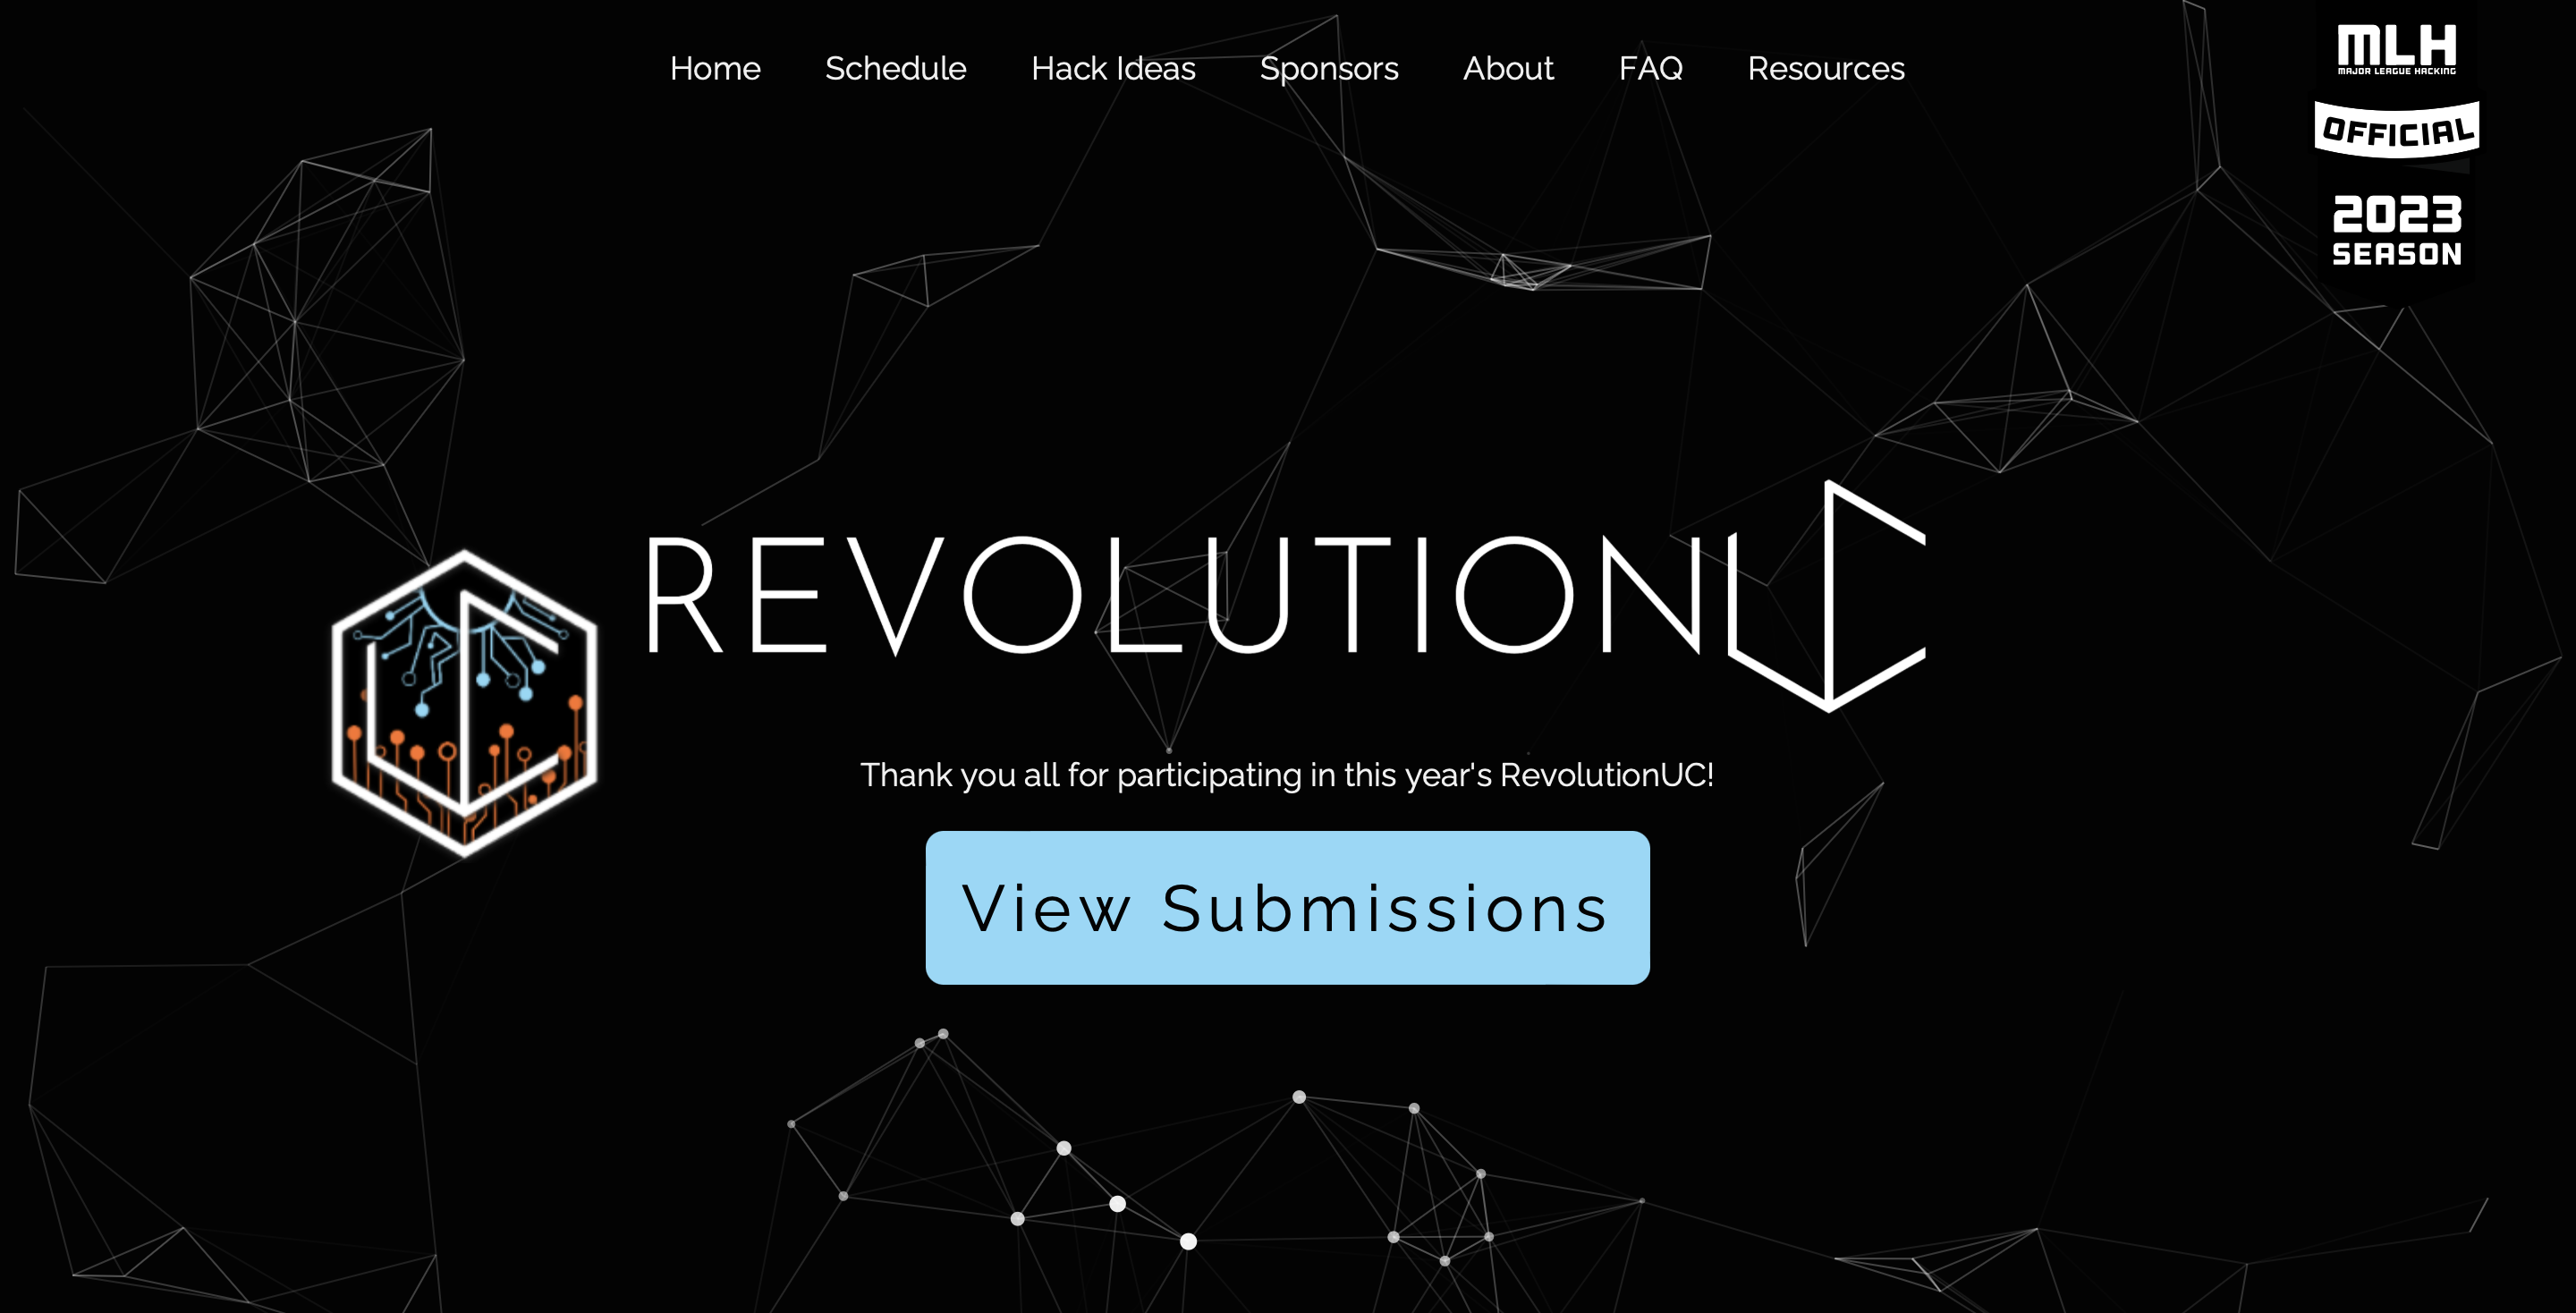 Home Schedule Hack Ideas Sponsors About FAQ Resources
MLH
MAJOR LEAGUE HACKING
OFFICIAL
2023
SEASON
REVOLUTIONUC
Thank you all for participating in this year's RevolutionUC!
View Submissions